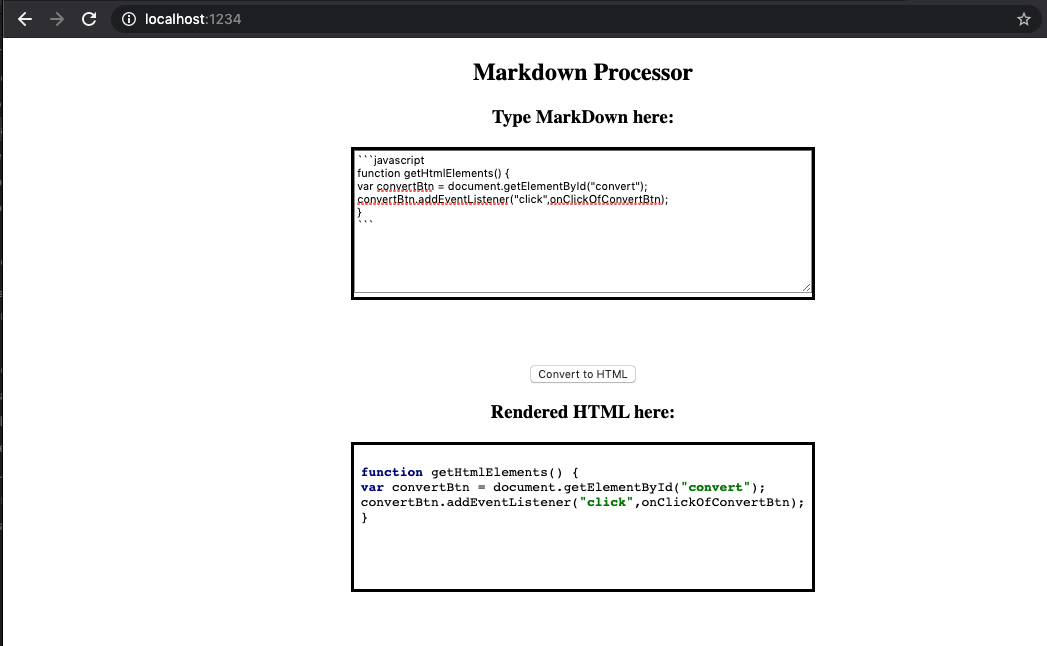 localhost:1234
Markdown Processor
Type MarkDown here:
```javascript
function getHtmlElements() {
var convertBtn = document.getElementById("convert");
convertBtn.addEventListener("click",onClickOfConvertBtn);
}
```
Convert to HTML
Rendered HTML here:
function getHtmlElements() {
var convertBtn = document.getElementById("convert");
convertBtn.addEventListener("click",onClickOfConvertBtn);
}